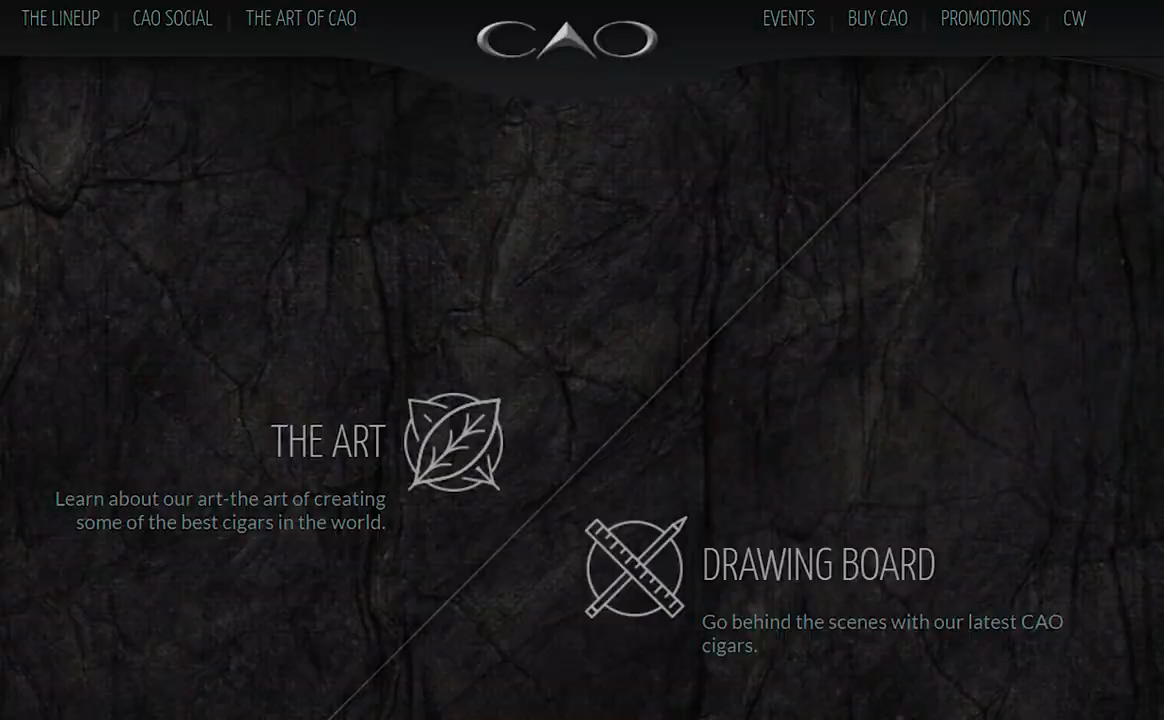 THE LINEUP
CAO SOCIAL
THE ART OF CAO
CAO
EVENTS
BUY CAO
PROMOTIONS
CW
THE ART
Learn about our art-the art of creating
some of the best cigars in the world.
DRAWING BOARD
Go behind the scenes with our latest CAO
cigars.